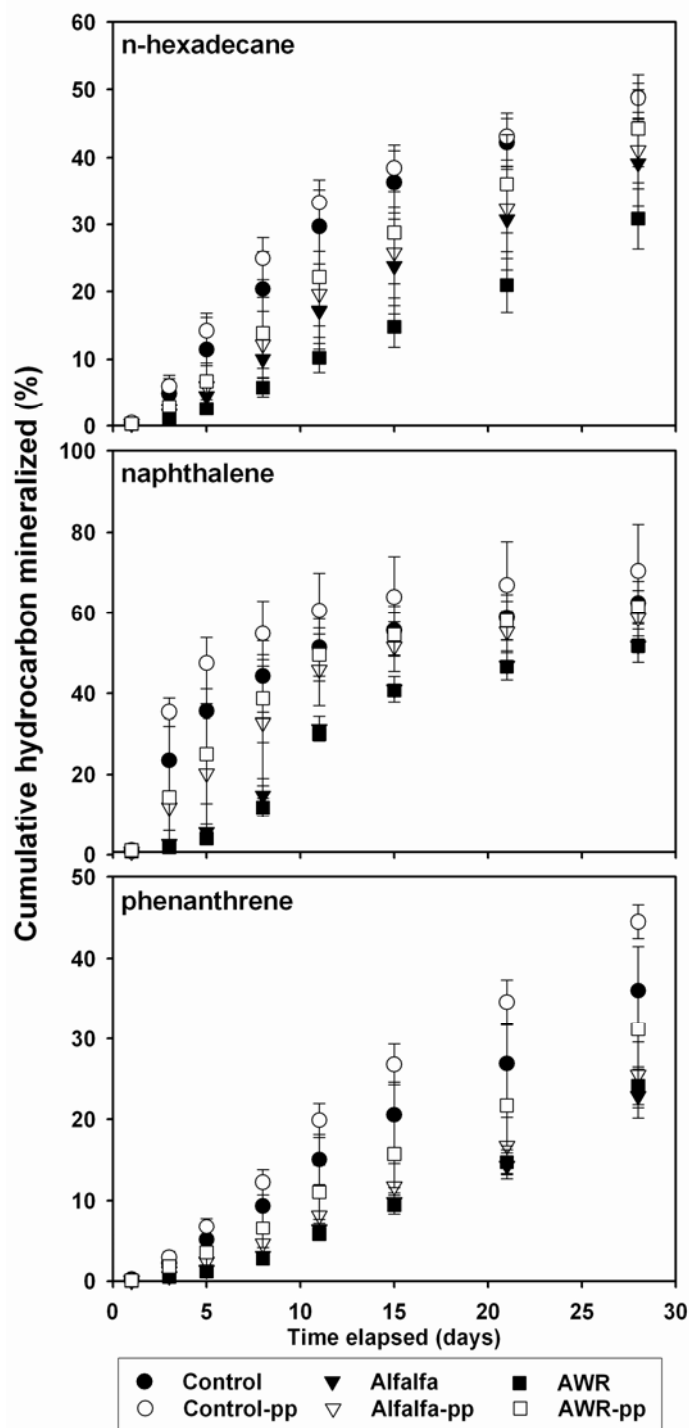 Cumulative hydrocarbon mineralized (%)
60
n-hexadecane
50
40
30
20
10
0
100
naphthalene
80
60
40
20
0
50
phenanthrene
40
30
20
10
0
0 5 10 15 20 25 30
Time elapsed (days)
Control Alfalfa AWR
Control-pp Alfalfa-pp AWR-pp